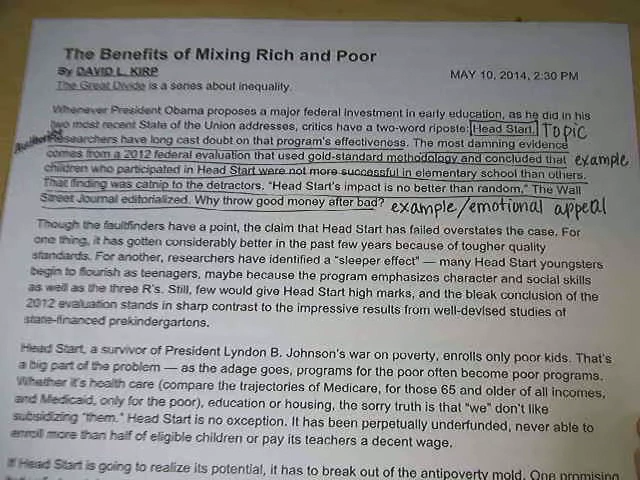 The Benefits of Mixing Rich and Poor
By DAVID L. KIRP
MAY 10, 2014, 2:30 PM
The Great Divide is a series about inequality.
Whenever President Obama proposes a major federal investment in early education, as he did in his
two most recent State of the Union addresses, critics have a two-word riposte: Head Start. Topic
Researchers have long cast doubt on that program's effectiveness. The most damning evidence
comes from a 2012 federal evaluation that used gold-standard methodology and concluded that example
children who participated in Head Start were not more successful in elementary school than others.
That finding was catnip to the detractors. “Head Start's impact is no better than random,” The Wall
Street Journal editorialized. Why throw good money after bad? example/emotional appeal
Though the faultfinders have a point, the claim that Head Start has failed overstates the case. For
one thing, it has gotten considerably better in the past few years because of tougher quality
standards. For another, researchers have identified a “sleeper effect” — many Head Start youngsters
begin to flourish as teenagers, maybe because the program emphasizes character and social skills
as well as the three R's. Still, few would give Head Start high marks, and the bleak conclusion of the
2012 evaluation stands in sharp contrast to the impressive results from well-devised studies of
state-financed prekindergartens.
Head Start, a survivor of President Lyndon B. Johnson's war on poverty, enrolls only poor kids. That's
a big part of the problem — as the adage goes, programs for the poor often become poor programs.
Whether it's health care (compare the trajectories of Medicare, for those 65 and older of all incomes,
and Medicaid, only for the poor), education or housing, the sorry truth is that “we” don't like
subsidizing “them.” Head Start is no exception. It has been perpetually underfunded, never able to
enroll more than half of eligible children or pay its teachers a decent wage.
If Head Start is going to realize its potential, it has to break out of the antipoverty mold. One promising